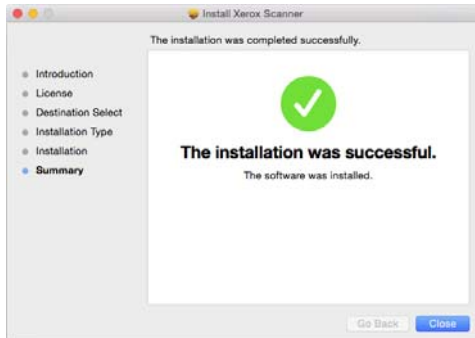 Install Xerox Scanner
The installation was completed successfully.
Introduction
License
Destination Select
Installation Type
Installation
Summary
The installation was successful.
The software was installed.
Go Back
Close